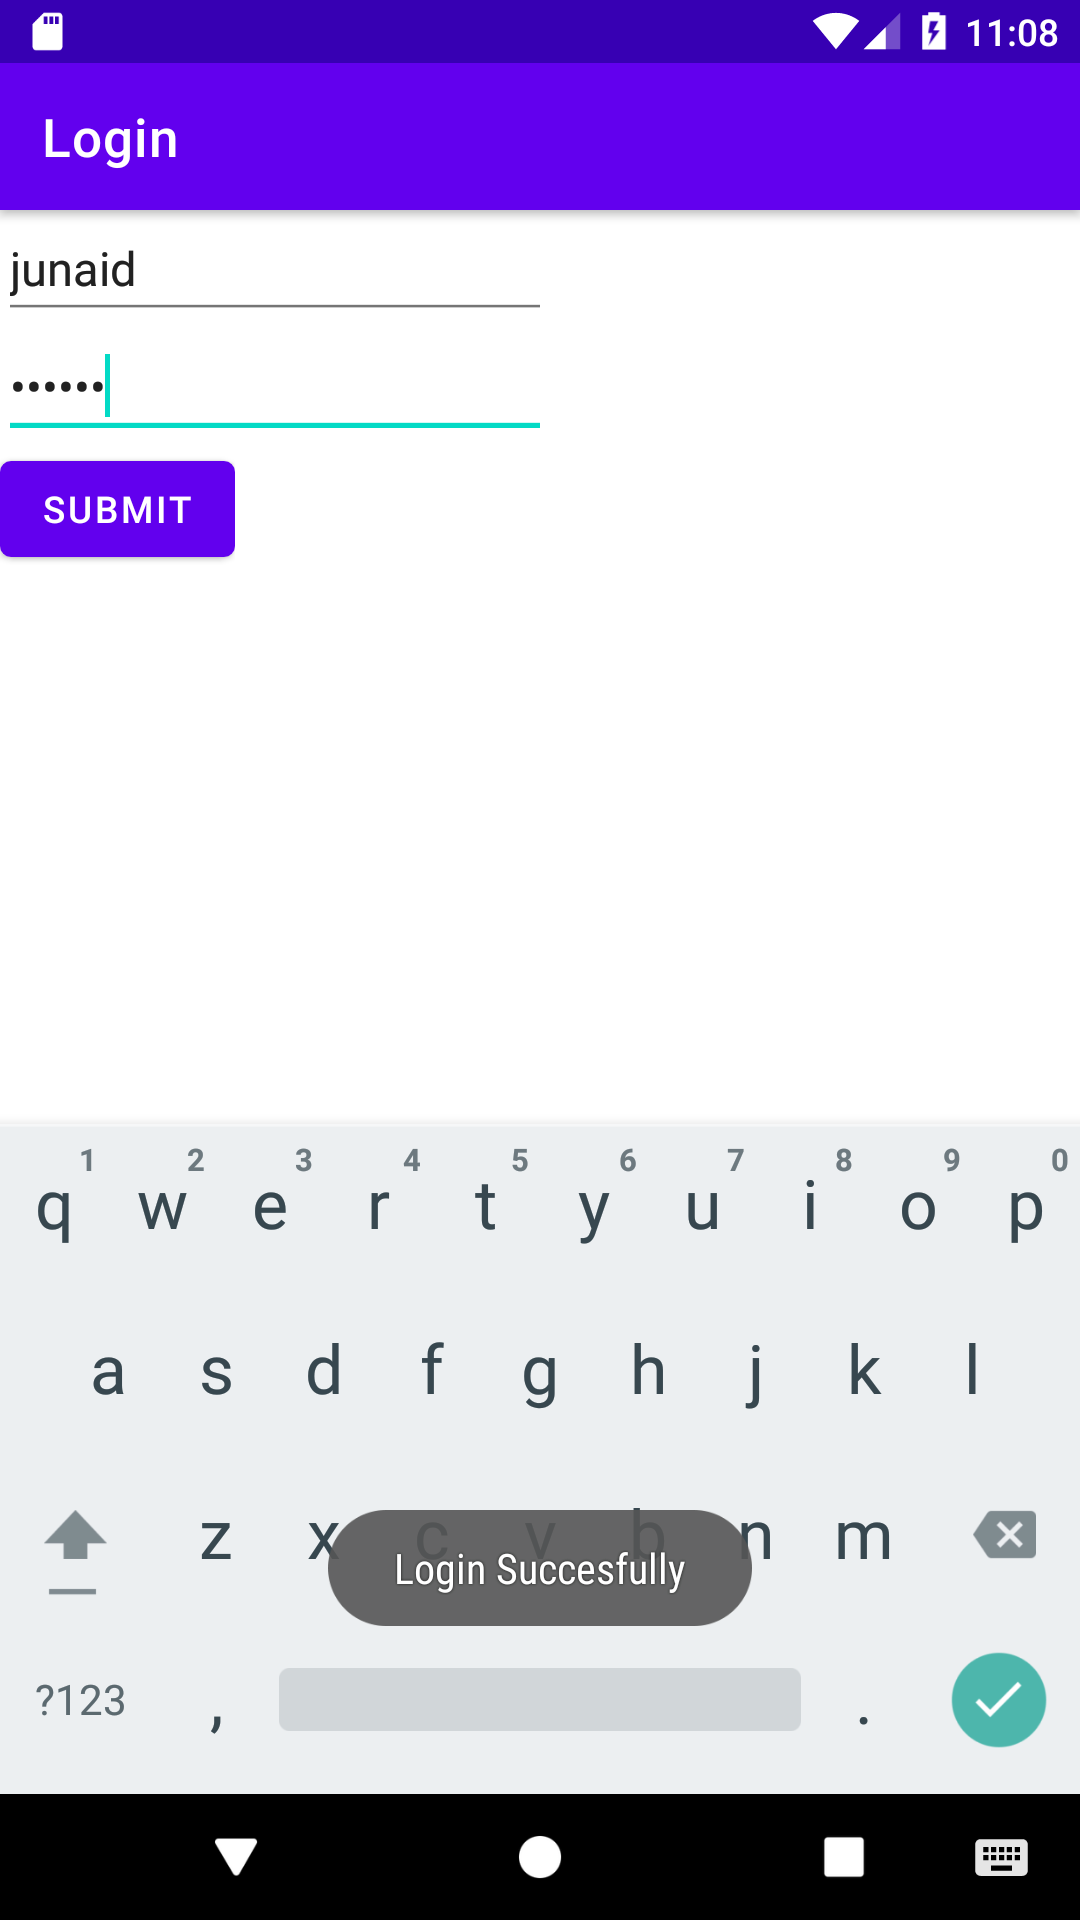 11:08
Login
junaid
••••••
SUBMIT
1 2 3 4 5 6 7 8 9 0
q w e r t y u i o p
a s d f g h j k l
z x c v b n m
Login Succesfully
?123 , .